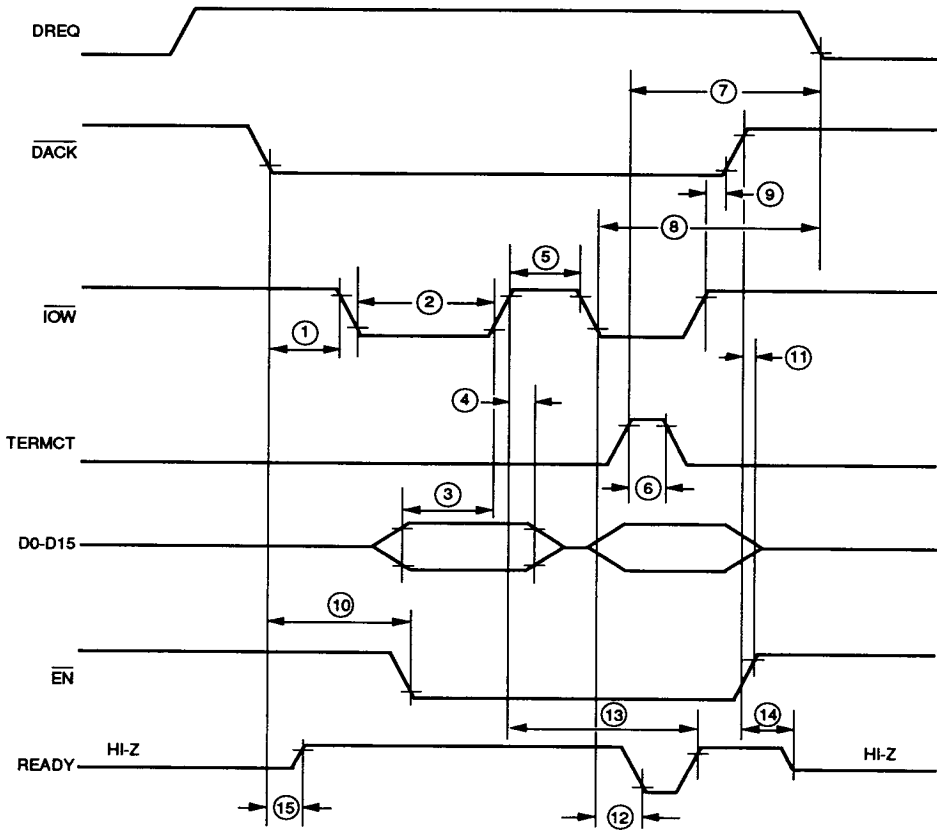 DREQ
⑦
DACK
⑨
⑧
⑤
IOW
②
①
⑪
④
TERMCT
⑥
③
D0-D15
⑩
EN
⑬
⑭
HI-Z
HI-Z
READY
⑮
⑫